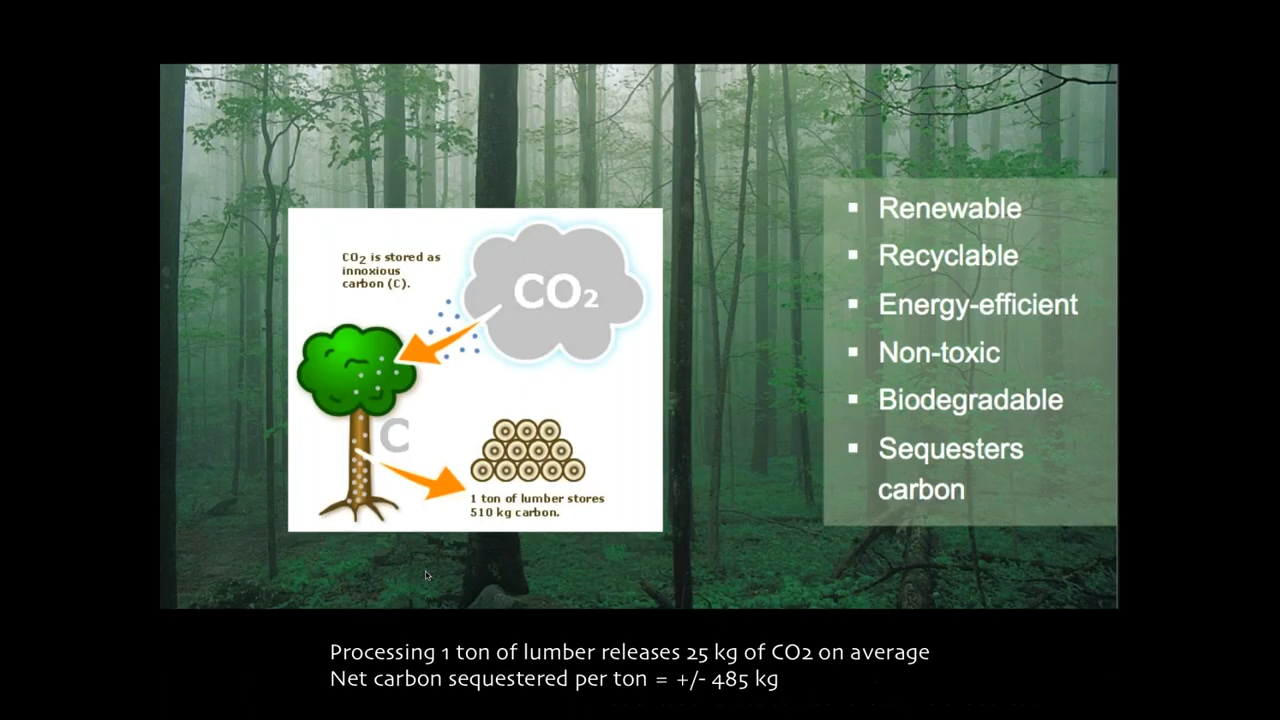 CO2 is stored as
innoxious
carbon (C).
CO2
C
1 ton of lumber stores
510 kg carbon.
▪ Renewable
▪ Recyclable
▪ Energy-efficient
▪ Non-toxic
▪ Biodegradable
▪ Sequesters
carbon
Processing 1 ton of lumber releases 25 kg of CO2 on average
Net carbon sequestered per ton = +/- 485 kg